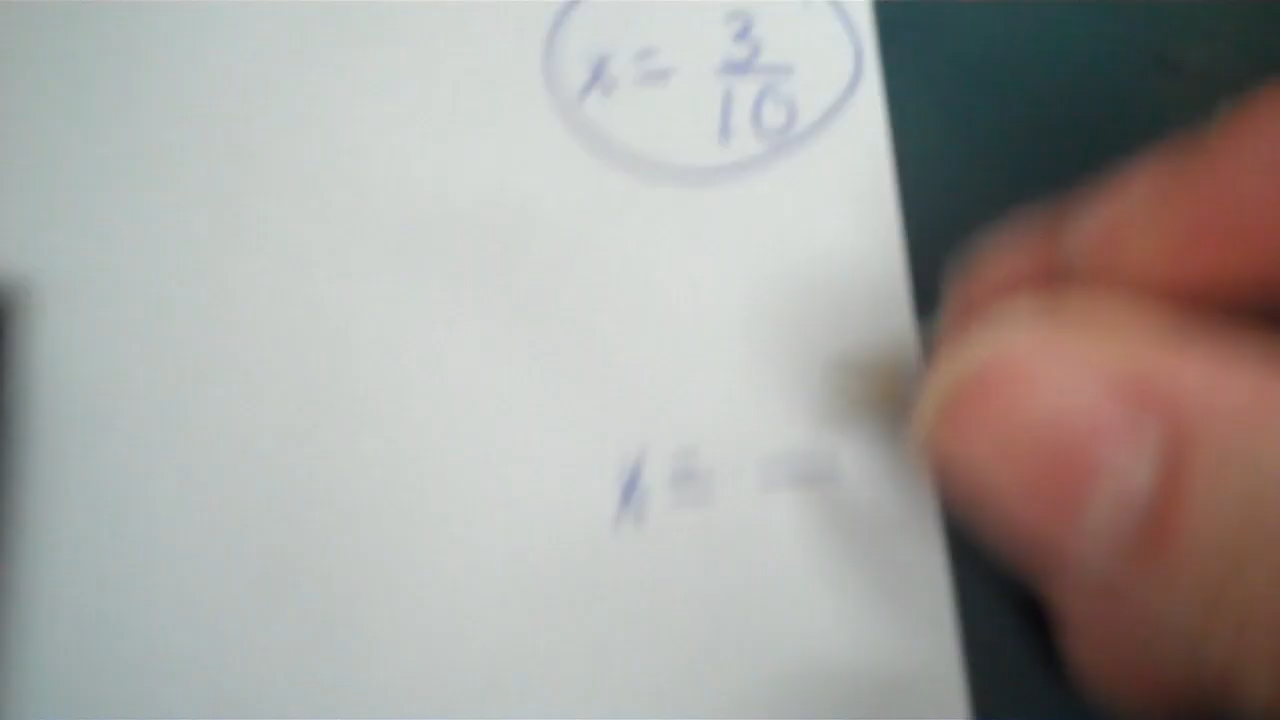 x = 3/10
x = —